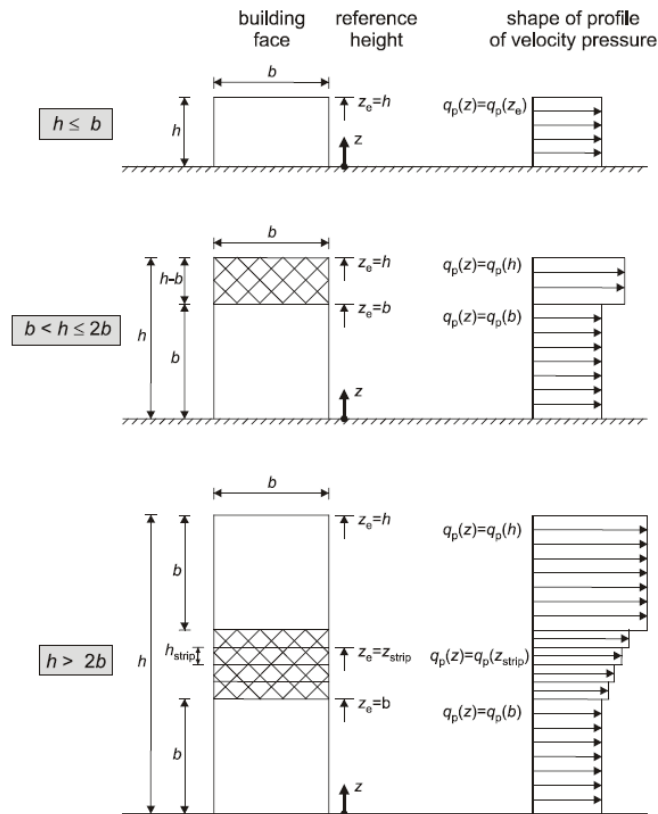 building face
reference height
shape of profile of velocity pressure
h ≤ b
b
h
z_e=h
z
q_p(z)=q_p(z_e)
b < h ≤ 2b
b
h
h–b
b
z_e=h
z_e=b
z
q_p(z)=q_p(h)
q_p(z)=q_p(b)
h > 2b
b
h
b
h_strip
b
z_e=h
z_e=z_strip
z_e=b
z
q_p(z)=q_p(h)
q_p(z)=q_p(z_strip)
q_p(z)=q_p(b)